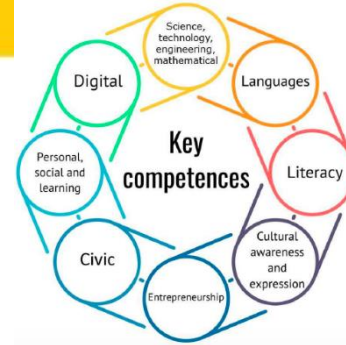 Key
competences
Science,
technology,
engineering,
mathematical
Languages
Literacy
Cultural
awareness
and
expression
Entrepreneurship
Civic
Personal,
social and
learning
Digital